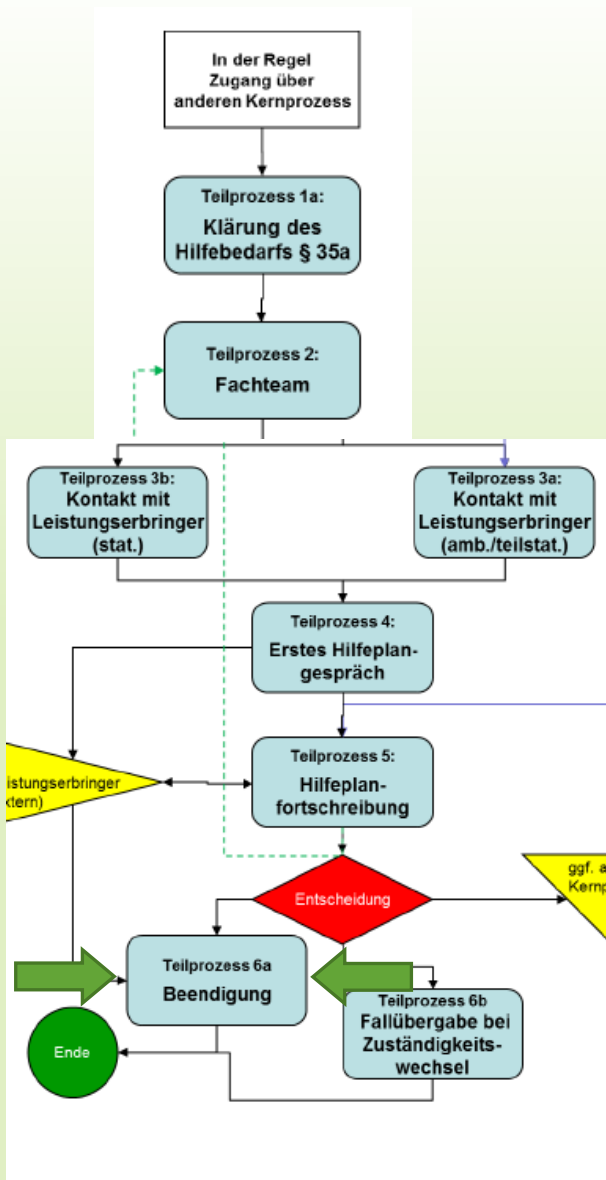 In der Regel
Zugang über
anderen Kernprozess
Teilprozess 1a:
Klärung des
Hilfebedarfs § 35a
Teilprozess 2:
Fachteam
Teilprozess 3b:
Kontakt mit
Leistungserbringer
(stat.)
Teilprozess 3a:
Kontakt mit
Leistungserbringer
(amb./teilstat.)
Teilprozess 4:
Erstes Hilfeplan-
gespräch
Teilprozess 5:
Hilfeplan-
fortschreibung
istungserbringer
xtern)
Entscheidung
ggf. a
Kernp
Teilprozess 6a
Beendigung
Teilprozess 6b
Fallübergabe bei
Zuständigkeits-
wechsel
Ende